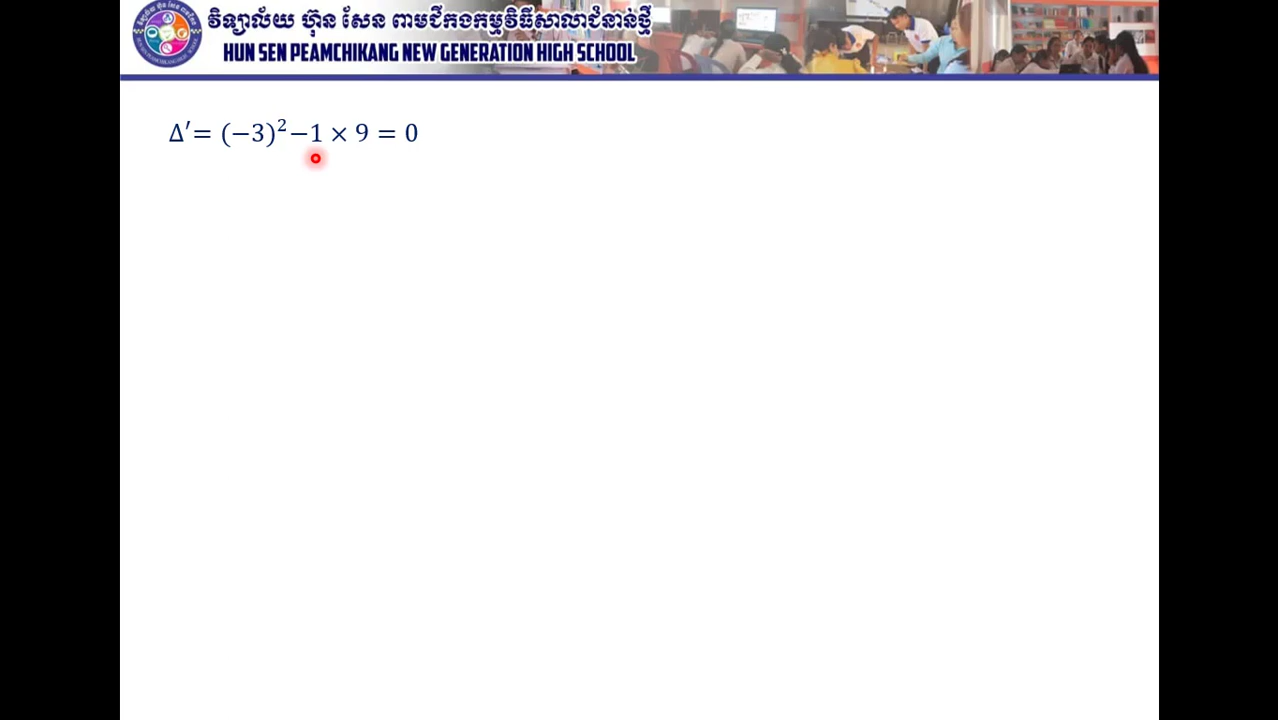 វិទ្យាល័យ ហ៊ុន សែន ពាមជីកងកម្មវិធីសាលាជំនាន់ថ្មី
HUN SEN PEAMCHIKANG NEW GENERATION HIGH SCHOOL
Δ′= (−3)² −1 × 9 = 0